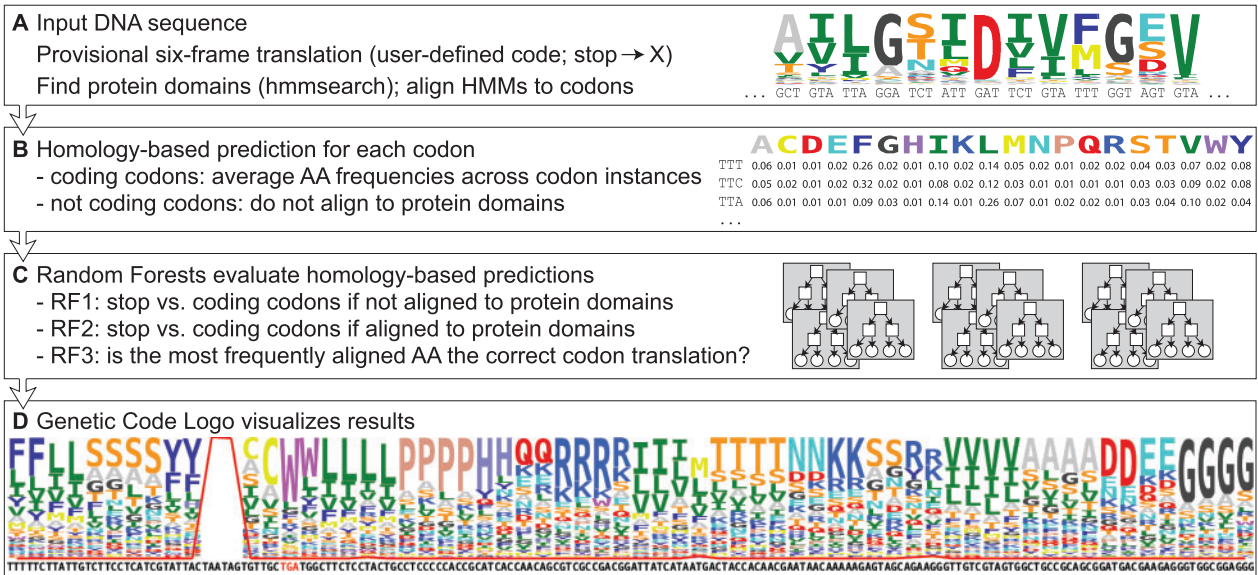 A Input DNA sequence
Provisional six-frame translation (user-defined code; stop → X)
Find protein domains (hmmsearch); align HMMs to codons
A I L G S I D I V F G E V
... GCT GTA TTA GGA TCT ATT GAT TCT GTA TTT GGT AGT GTA ...
B Homology-based prediction for each codon
- coding codons: average AA frequencies across codon instances
- not coding codons: do not align to protein domains
A C D E F G H I K L M N P Q R S T V W Y
TTT 0.06 0.01 0.01 0.02 0.26 0.02 0.01 0.10 0.02 0.14 0.05 0.02 0.01 0.02 0.02 0.04 0.03 0.07 0.02 0.08
TTC 0.05 0.02 0.01 0.02 0.32 0.02 0.01 0.08 0.02 0.12 0.03 0.01 0.01 0.01 0.01 0.03 0.03 0.09 0.02 0.08
TTA 0.06 0.01 0.01 0.01 0.09 0.03 0.01 0.14 0.01 0.26 0.07 0.01 0.02 0.02 0.01 0.03 0.04 0.10 0.02 0.04
...
C Random Forests evaluate homology-based predictions
- RF1: stop vs. coding codons if not aligned to protein domains
- RF2: stop vs. coding codons if aligned to protein domains
- RF3: is the most frequently aligned AA the correct codon translation?
D Genetic Code Logo visualizes results
FFLLSSSSYY CCWWLLLLPPPPHHQQRRRRIIIMTTTTNNKKSSRRVVVVAAAADDEEGGGG
TTTTTCTTATTGTCTTCCTCATCGTATTACTAATAGTGTTGCTGATGGCTTCTCCTACTGCCTCCCCCACCGCATCACCAACAGCGTCGCCGACGGATTATCATAATGACTACCACAACGAATAACAAAAAGAGTAGCAGAAGGGTTGTCGTAGTGGCTGCCGCAGCGGATGACGAAGAGGGTGGCGGAGGG